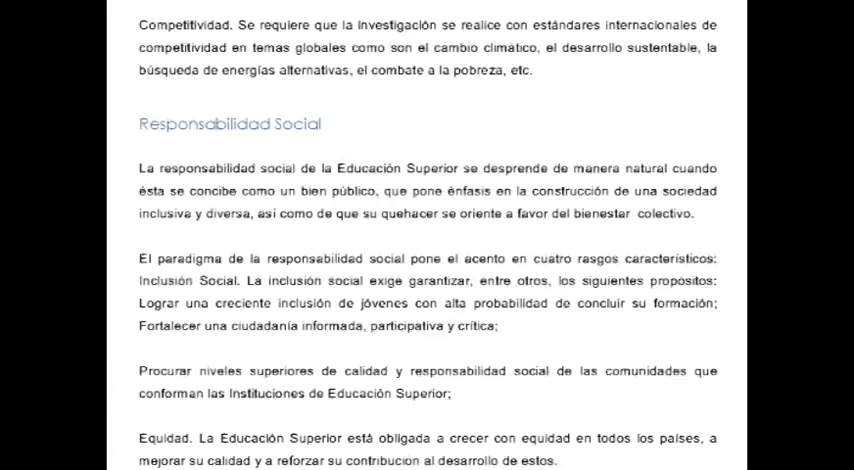 Competitividad. Se requiere que la Investigación se realice con estándares internacionales de
competitividad en temas globales como son el cambio climático, el desarrollo sustentable, la
búsqueda de energías alternativas, el combate a la pobreza, etc.
Responsabilidad Social
La responsabilidad social de la Educación Superior se desprende de manera natural cuando
ésta se concibe como un bien público, que pone énfasis en la construcción de una sociedad
inclusiva y diversa, así como de que su quehacer se oriente a favor del bienestar colectivo.
El paradigma de la responsabilidad social pone el acento en cuatro rasgos característicos:
Inclusión Social. La inclusión social exige garantizar, entre otros, los siguientes propósitos:
Lograr una creciente inclusión de jóvenes con alta probabilidad de concluir su formación;
Fortalecer una ciudadanía informada, participativa y crítica;
Procurar niveles superiores de calidad y responsabilidad social de las comunidades que
conforman las Instituciones de Educación Superior;
Equidad. La Educación Superior está obligada a crecer con equidad en todos los países, a
mejorar su calidad y a reforzar su contribución al desarrollo de estos.